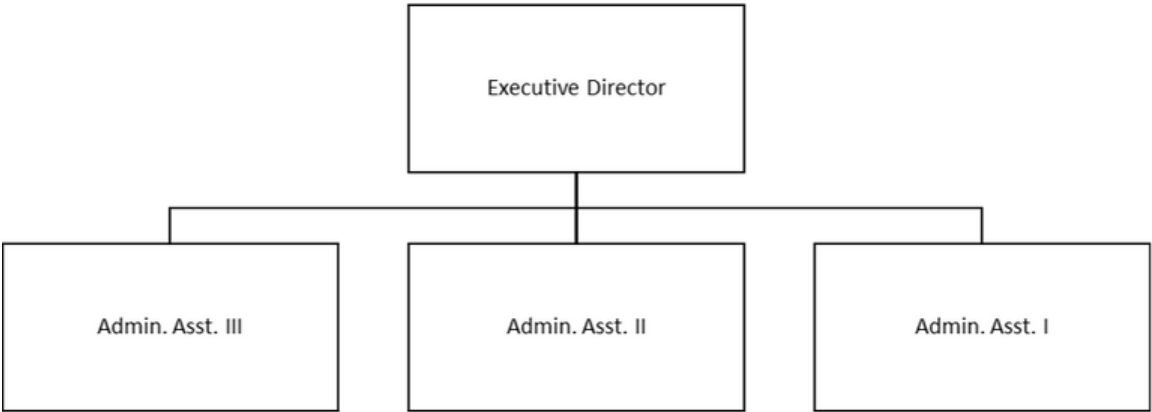 Executive Director
Admin. Asst. III
Admin. Asst. II
Admin. Asst. I